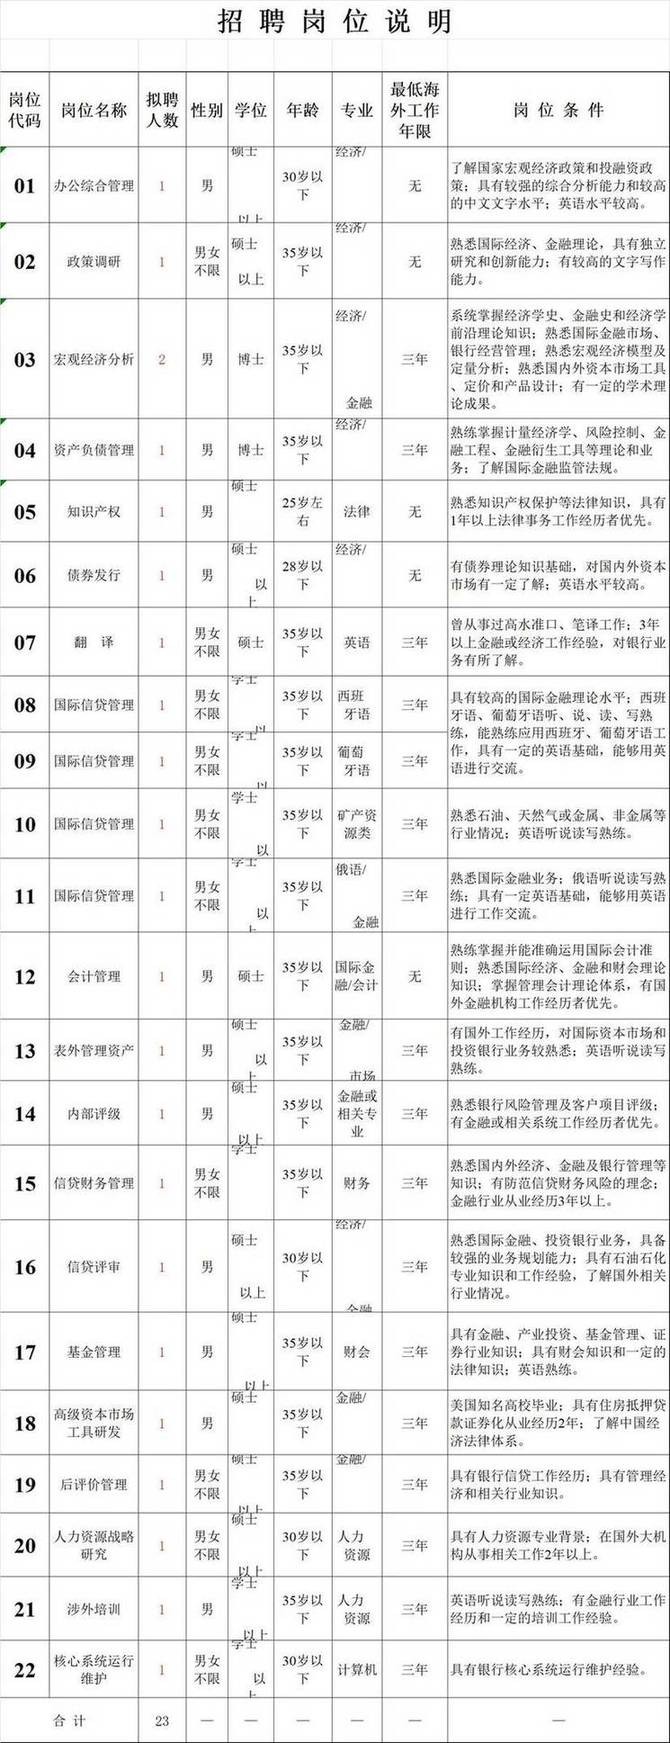 招聘岗位说明
岗位代码 岗位名称 拟聘人数 性别 学位 年龄 专业 最低海外工作年限 岗位条件
01 办公综合管理 1 男 硕士以上 30岁以下 经济/ 无 了解国家宏观经济政策和投融资政策；具有较强的综合分析能力和较高的中文文字水平；英语水平较高。
02 政策调研 1 男女不限 硕士以上 35岁以下 经济/ 无 熟悉国际经济、金融理论，具有独立研究和创新能力；有较高的文字写作能力。
03 宏观经济分析 2 男 博士 35岁以下 经济/金融 三年 系统掌握经济学史、金融史和经济学前沿理论知识；熟悉国际金融市场、银行经营管理；熟悉宏观经济模型及定量分析；熟悉国内外资本市场工具、定价和产品设计；有一定的学术理论成果。
04 资产负债管理 1 男 博士 35岁以下 经济/ 三年 熟练掌握计量经济学、风险控制、金融工程、金融衍生工具等理论和业务；了解国际金融监管法规。
05 知识产权 1 男 硕士 25岁左右 法律 无 熟悉知识产权保护等法律知识，具有1年以上法律事务工作经历者优先。
06 债券发行 1 男 硕士以上 28岁以下 经济/ 无 有债券理论知识基础，对国内外资本市场有一定了解；英语水平较高。
07 翻译 1 男女不限 硕士 35岁以下 英语 三年 曾从事过高水准口、笔译工作；3年以上金融或经济工作经验，对银行业务有所了解。
08 国际信贷管理 1 男女不限 学士以 35岁以下 西班牙语 三年 具有较高的国际金融理论水平；西班牙语、葡萄牙语听、说、读、写熟练，能熟练应用西班牙、葡萄牙语工作，具有一定的英语基础，能够用英语进行交流。
09 国际信贷管理 1 男女不限 学士以 35岁以下 葡萄牙语 三年
10 国际信贷管理 1 男女不限 学士以 35岁以下 矿产资源类 三年 熟悉石油、天然气或金属、非金属等行业情况；英语听说读写熟练。
11 国际信贷管理 1 男女不限 学士以上 35岁以下 俄语/金融 三年 熟悉国际金融业务；俄语听说读写熟练；具有一定英语基础，能够用英语进行工作交流。
12 会计管理 1 男 硕士 35岁以下 国际金融/会计 无 熟练掌握并能准确运用国际会计准则；熟悉国际经济、金融和财会理论知识；掌握管理会计理论体系，有国外金融机构工作经历者优先。
13 表外管理资产 1 男 硕士以上 35岁以下 金融/市场 三年 有国外工作经历，对国际资本市场和投资银行业务较熟悉；英语听说读写熟练。
14 内部评级 1 男 硕士以上 35岁以下 金融或相关专业 三年 熟悉银行风险管理及客户项目评级；有金融或相关系统工作经历者优先。
15 信贷财务管理 1 男女不限 学士 35岁以下 财务 三年 熟悉国内外经济、金融及银行管理等知识；有防范信贷财务风险的理念；金融行业从业经历3年以上。
16 信贷评审 1 男 硕士以上 30岁以下 经济/金融 三年 熟悉国际金融、投资银行业务，具备较强的业务规划能力；具有石油石化专业知识和工作经验，了解国外相关行业情况。
17 基金管理 1 男 硕士以上 35岁以下 财会 三年 具有金融、产业投资、基金管理、证券行业知识；具有财会知识和一定的法律知识；英语熟练。
18 高级资本市场工具研发 1 男 硕士 35岁以下 金融/ 三年 美国知名高校毕业；具有住房抵押贷款证券化从业经历2年；了解中国经济法律体系。
19 后评价管理 1 男女不限 硕士以上 35岁以下 金融/ 三年 具有银行信贷工作经历；具有管理经济和相关行业知识。
20 人力资源战略研究 1 男女不限 硕士以上 30岁以下 人力资源 三年 具有人力资源专业背景；在国外大机构从事相关工作2年以上。
21 涉外培训 1 男 学士以上 35岁以下 人力资源 三年 英语听说读写熟练；有金融行业工作经历和一定的培训工作经验。
22 核心系统运行维护 1 男女不限 学士以上 30岁以下 计算机 三年 具有银行核心系统运行维护经验。
合计 23 — — — — — —